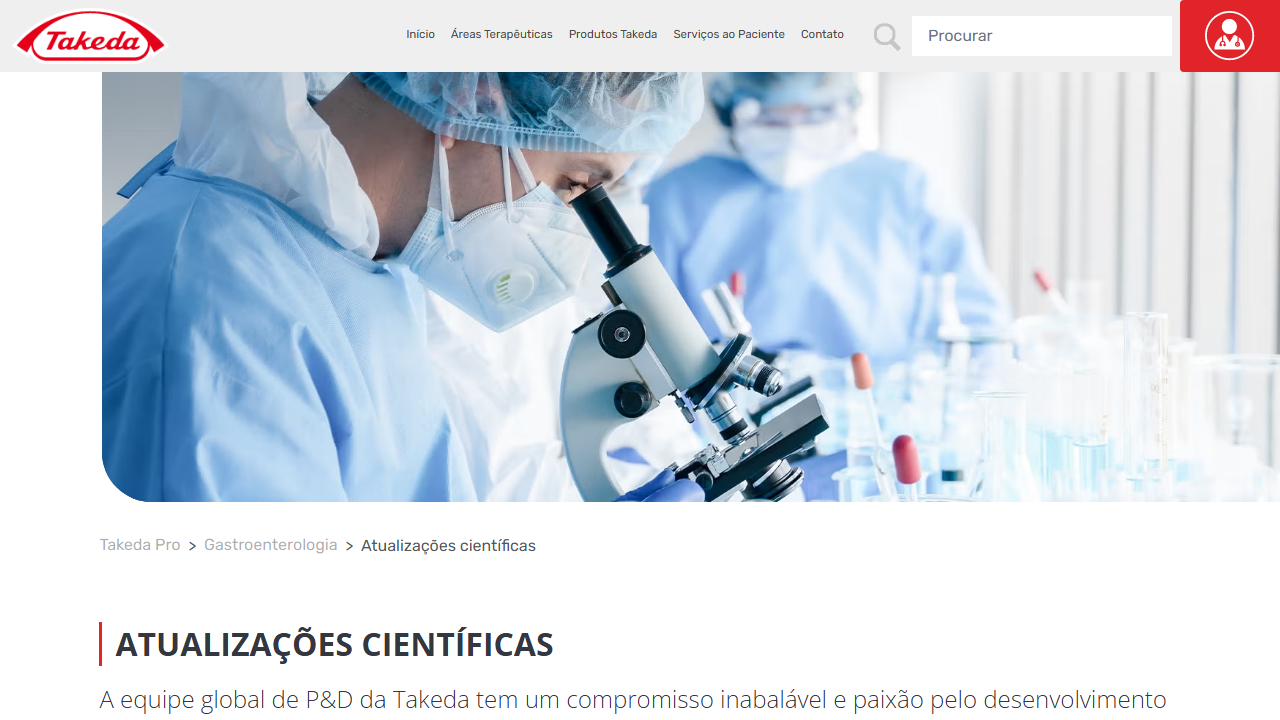 Takeda
Início Áreas Terapêuticas Produtos Takeda Serviços ao Paciente Contato
Procurar
Takeda Pro > Gastroenterologia > Atualizações científicas
ATUALIZAÇÕES CIENTÍFICAS
A equipe global de P&D da Takeda tem um compromisso inabalável e paixão pelo desenvolvimento